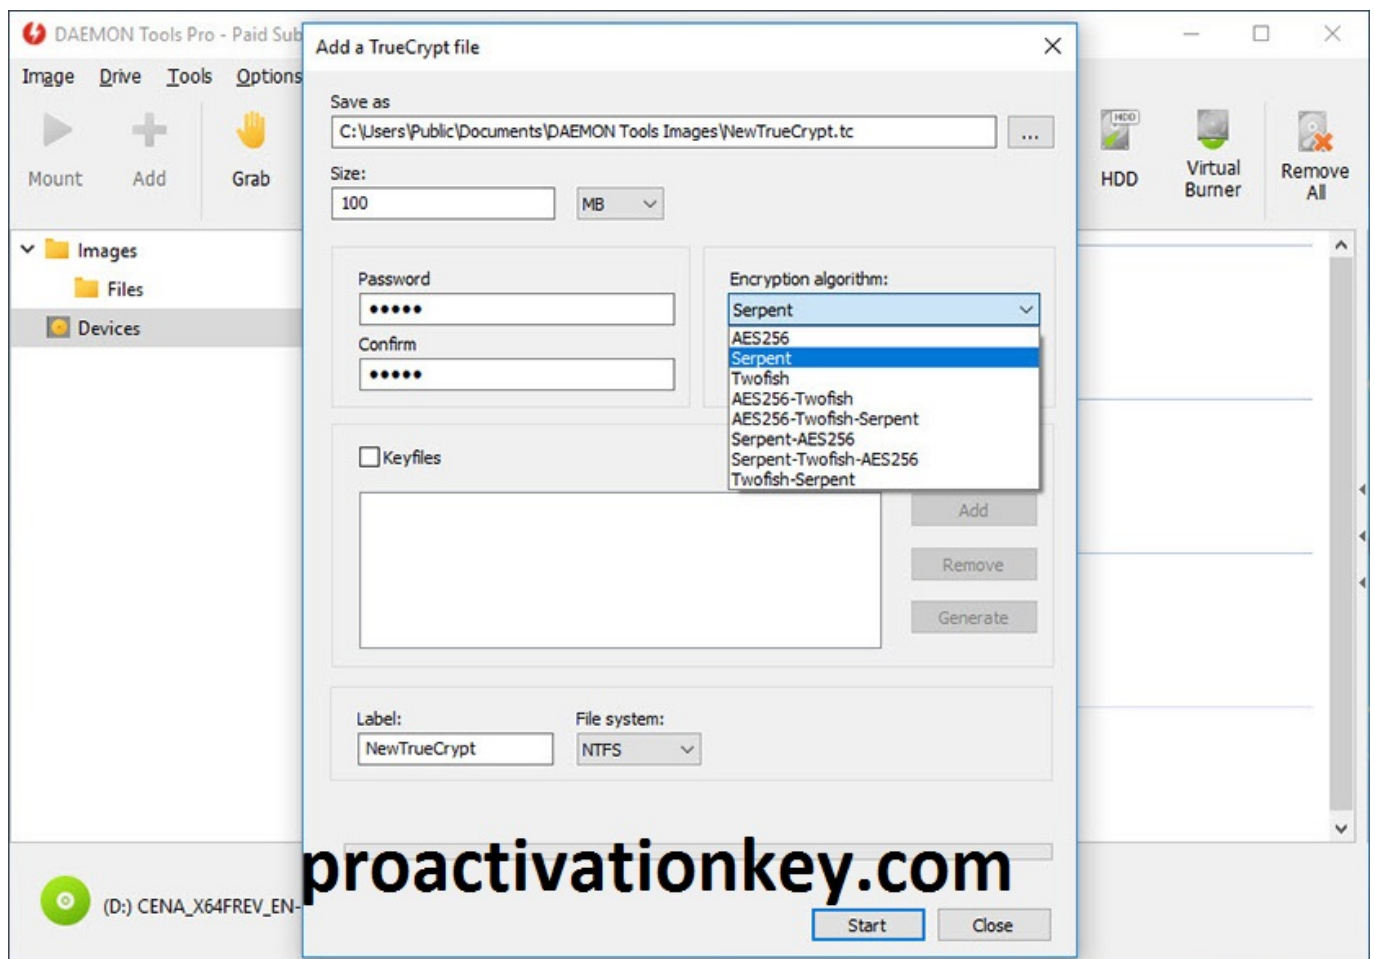 DAEMON Tools Pro - Paid Sub
Image Drive Tools Options
Mount Add Grab
HDD Virtual Burner Remove All
Images
Files
Devices
(D:) CENA_X64FREV_EN-
Add a TrueCrypt file
Save as
C:\Users\Public\Documents\DAEMON Tools Images\NewTrueCrypt.tc ...
Size:
100 MB
Password
•••••
Confirm
•••••
Encryption algorithm:
Serpent
AES256
Serpent
Twofish
AES256-Twofish
AES256-Twofish-Serpent
Serpent-AES256
Serpent-Twofish-AES256
Twofish-Serpent
Keyfiles
Add
Remove
Generate
Label: File system:
NewTrueCrypt NTFS
proactivationkey.com
Start Close